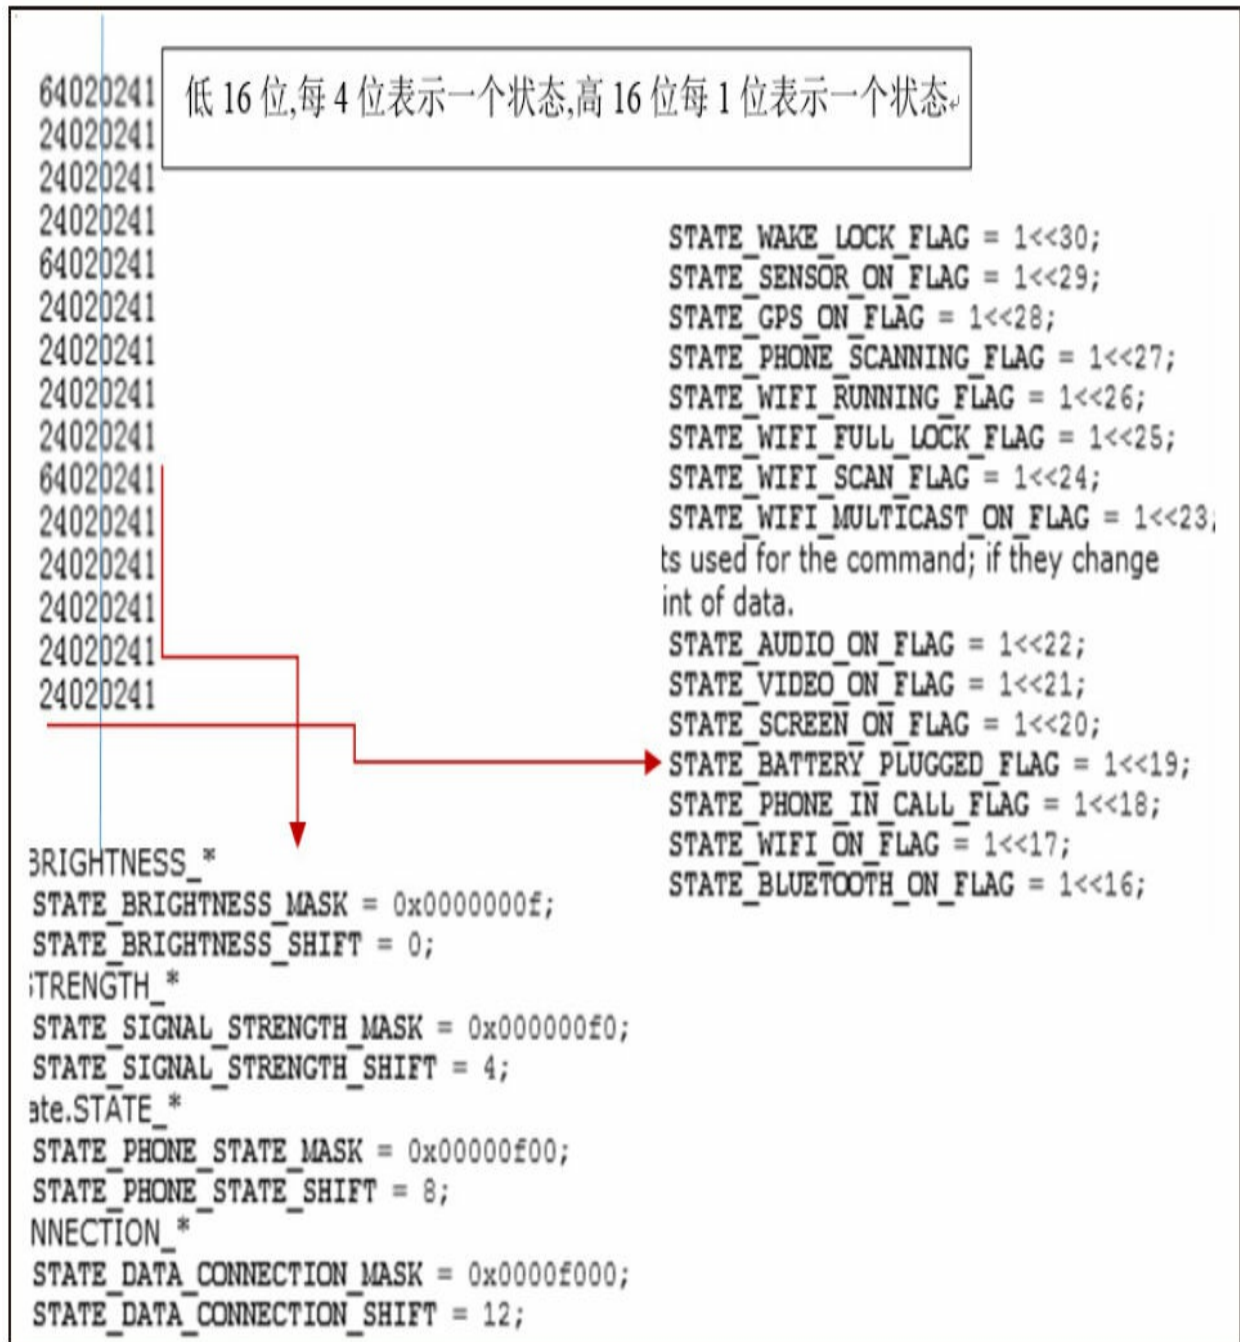 64020241
低 16 位,每 4 位表示一个状态,高 16 位每 1 位表示一个状态
24020241
24020241
24020241
64020241
24020241
24020241
24020241
24020241
64020241
24020241
24020241
24020241
24020241
24020241
STATE_WAKE_LOCK_FLAG = 1<<30;
STATE_SENSOR_ON_FLAG = 1<<29;
STATE_GPS_ON_FLAG = 1<<28;
STATE_PHONE_SCANNING_FLAG = 1<<27;
STATE_WIFI_RUNNING_FLAG = 1<<26;
STATE_WIFI_FULL_LOCK_FLAG = 1<<25;
STATE_WIFI_SCAN_FLAG = 1<<24;
STATE_WIFI_MULTICAST_ON_FLAG = 1<<23;
ts used for the command; if they change
int of data.
STATE_AUDIO_ON_FLAG = 1<<22;
STATE_VIDEO_ON_FLAG = 1<<21;
STATE_SCREEN_ON_FLAG = 1<<20;
STATE_BATTERY_PLUGGED_FLAG = 1<<19;
STATE_PHONE_IN_CALL_FLAG = 1<<18;
STATE_WIFI_ON_FLAG = 1<<17;
STATE_BLUETOOTH_ON_FLAG = 1<<16;
BRIGHTNESS_*
STATE_BRIGHTNESS_MASK = 0x0000000f;
STATE_BRIGHTNESS_SHIFT = 0;
STRENGTH_*
STATE_SIGNAL_STRENGTH_MASK = 0x000000f0;
STATE_SIGNAL_STRENGTH_SHIFT = 4;
ate.STATE_*
STATE_PHONE_STATE_MASK = 0x00000f00;
STATE_PHONE_STATE_SHIFT = 8;
NNECTION_*
STATE_DATA_CONNECTION_MASK = 0x0000f000;
STATE_DATA_CONNECTION_SHIFT = 12;